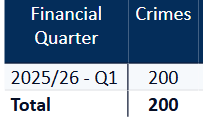 Financial Quarter Crimes
2025/26 - Q1 200
Total 200